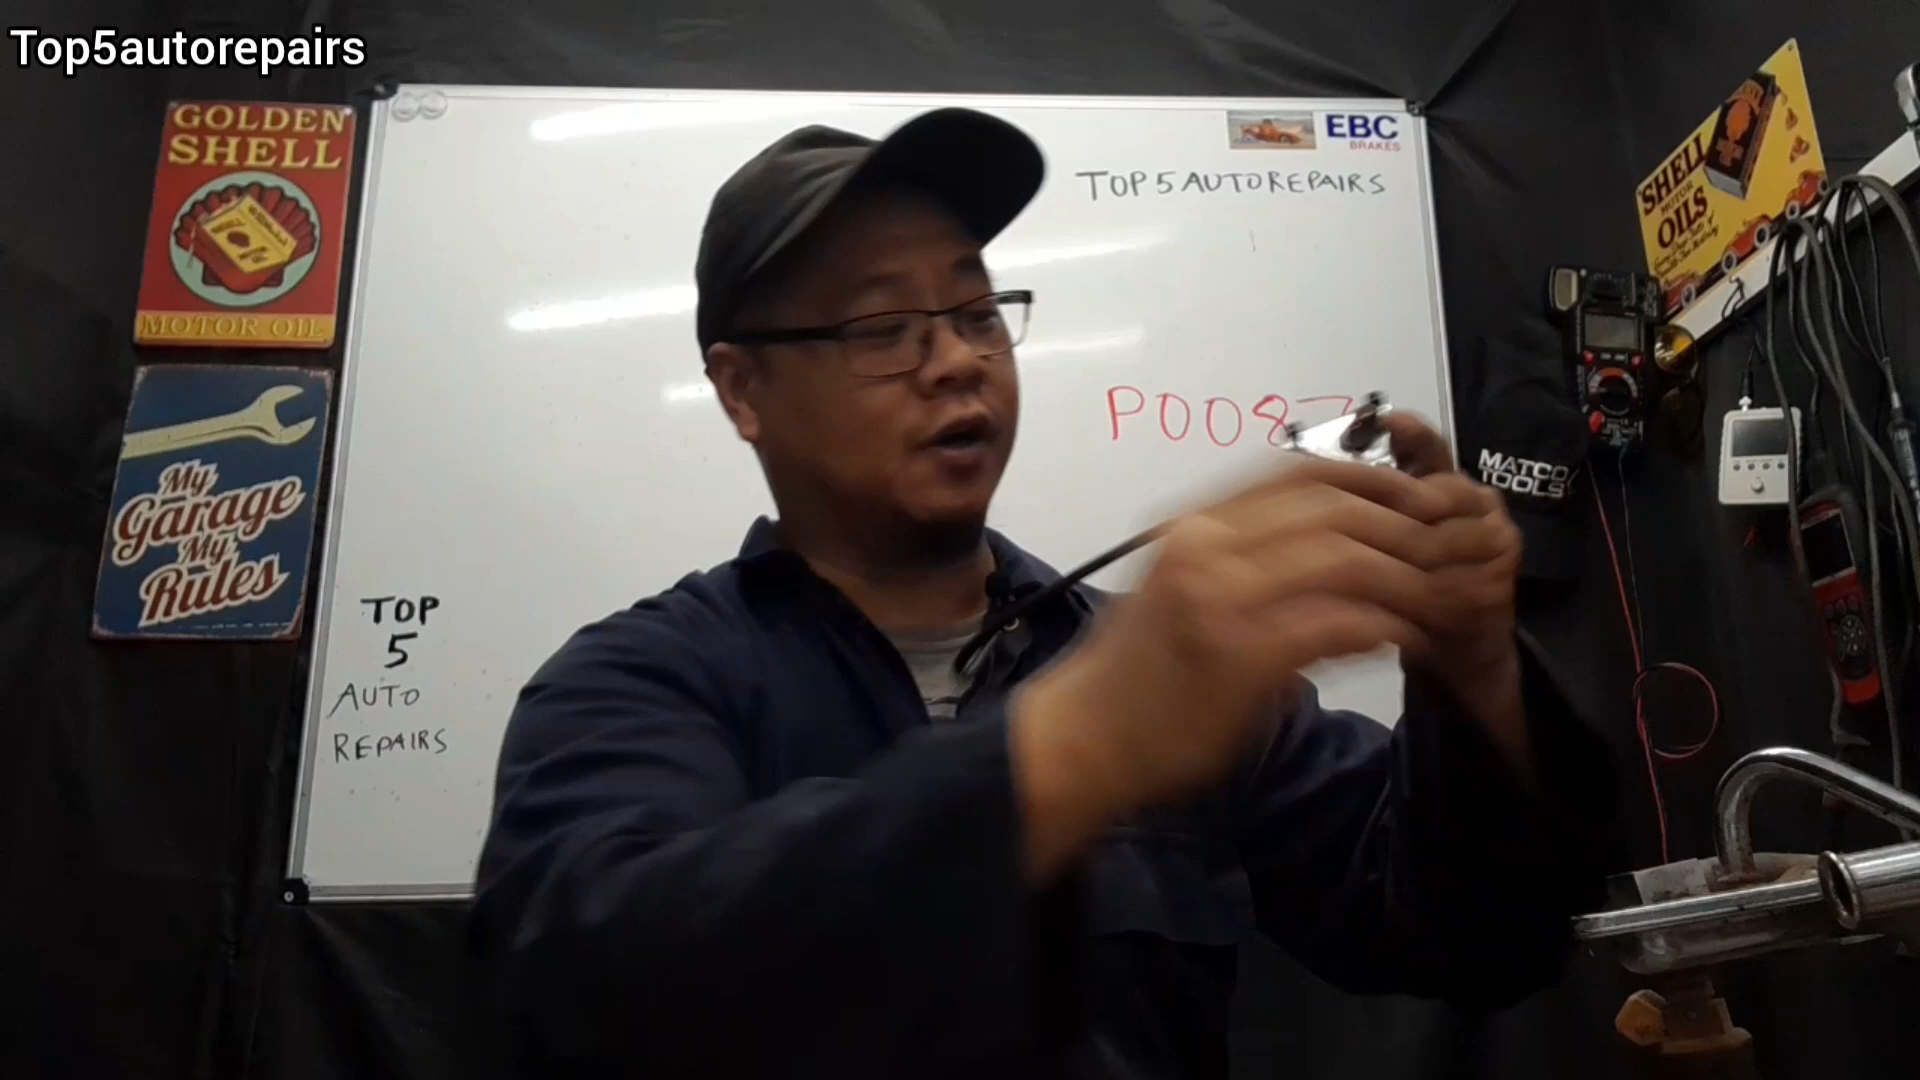 Top5autorepairs
GOLDEN
SHELL
MOTOR OIL
My
Garage
My
Rules
TOP
5
AUTO
REPAIRS
EBC
BRAKES
TOP 5 AUTOREPAIRS
P0087
SHELL
MOTOR
OILS
MATCO
TOOLS